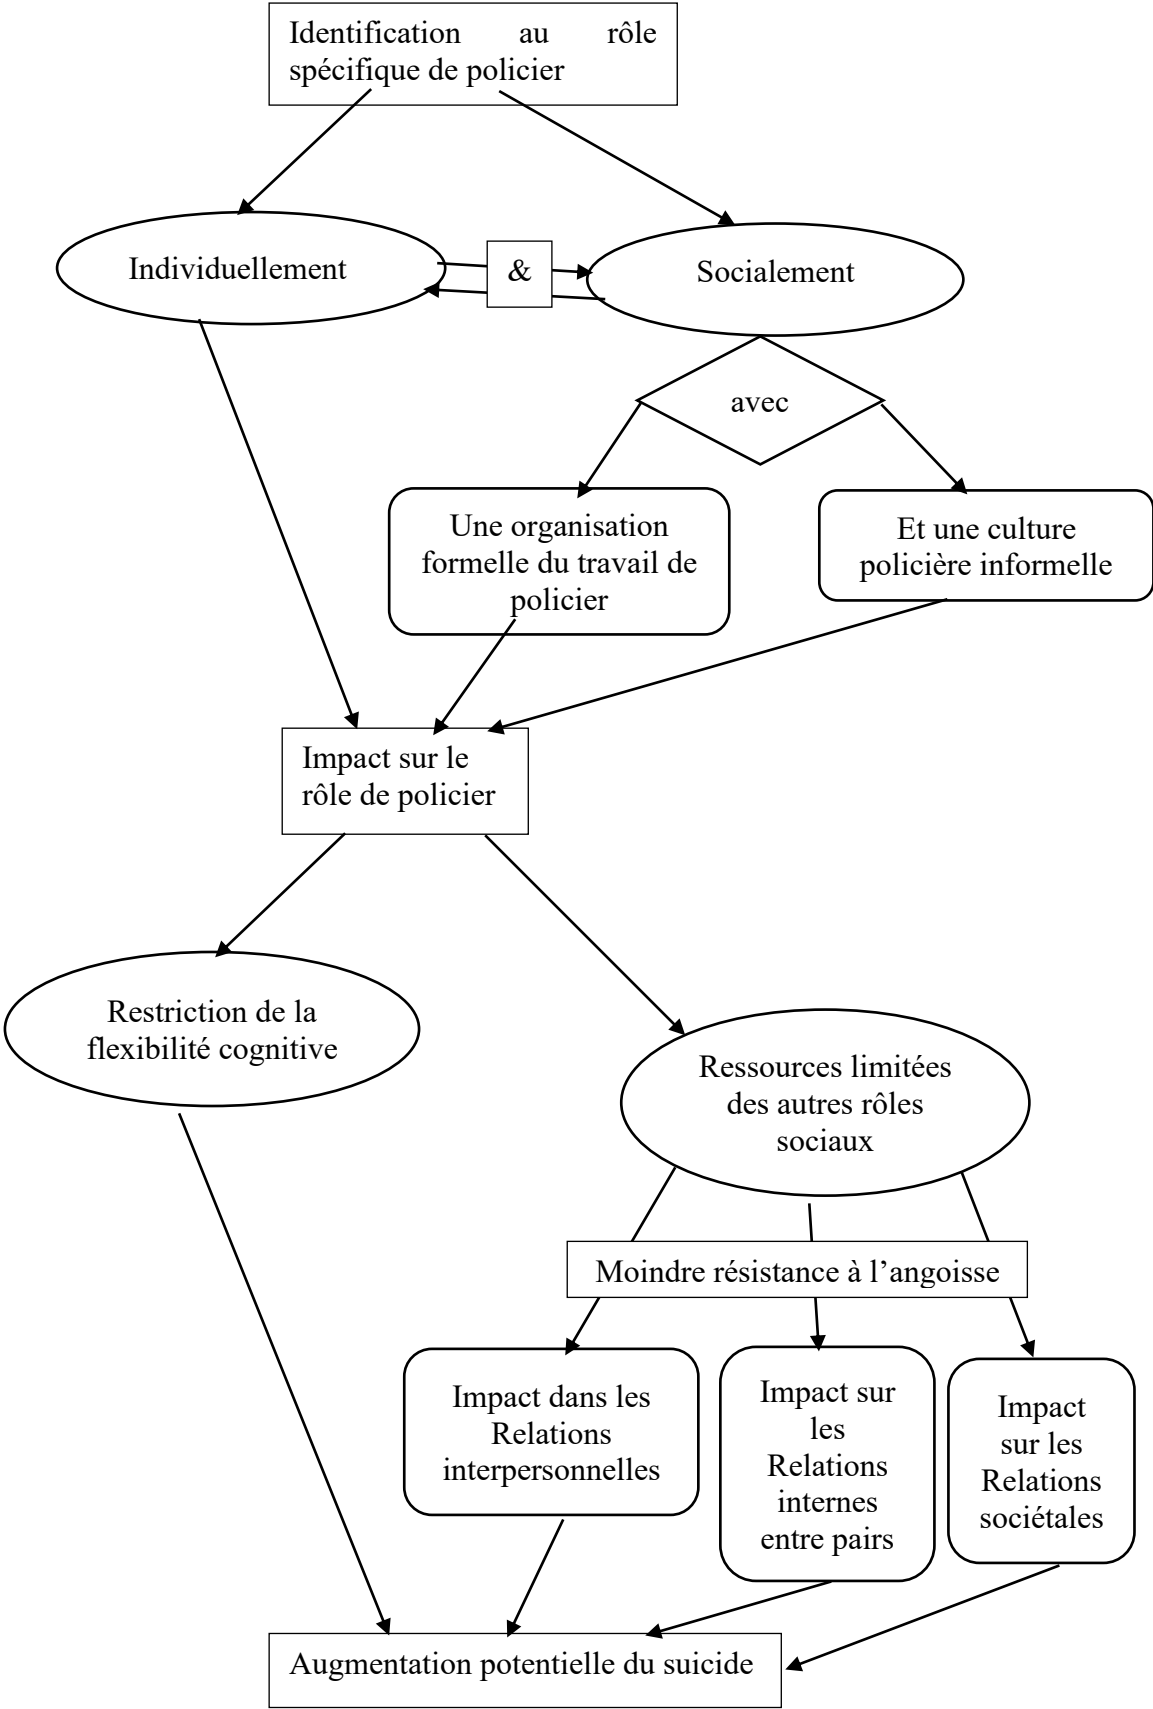 Identification au rôle
spécifique de policier
Individuellement
&
Socialement
avec
Une organisation
formelle du travail de
policier
Et une culture
policière informelle
Impact sur le
rôle de policier
Restriction de la
flexibilité cognitive
Ressources limitées
des autres rôles
sociaux
Moindre résistance à l’angoisse
Impact dans les
Relations
interpersonnelles
Impact sur
les
Relations
internes
entre pairs
Impact
sur les
Relations
sociétales
Augmentation potentielle du suicide